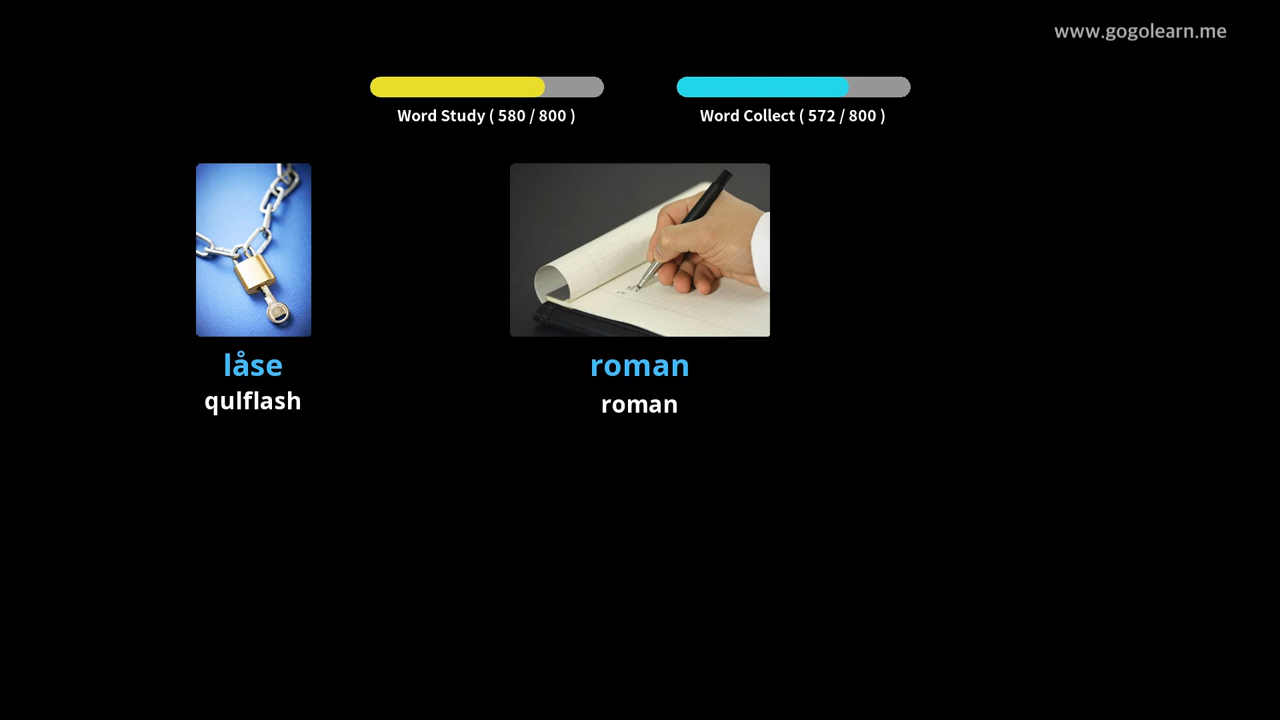 www.gogolearn.me
Word Study ( 580 / 800 )
Word Collect ( 572 / 800 )
låse
qulflash
roman
roman